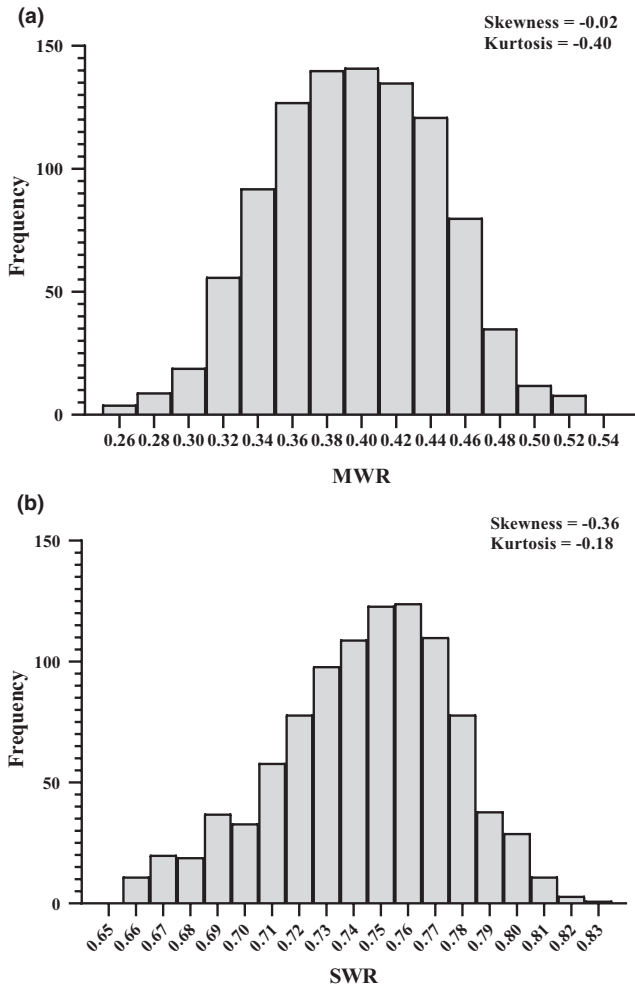 (a)
Skewness = -0.02
Kurtosis = -0.40
150
100
50
0
Frequency
0.26 0.28 0.30 0.32 0.34 0.36 0.38 0.40 0.42 0.44 0.46 0.48 0.50 0.52 0.54
MWR
(b)
Skewness = -0.36
Kurtosis = -0.18
150
100
50
0
Frequency
0.65 0.66 0.67 0.68 0.69 0.70 0.71 0.72 0.73 0.74 0.75 0.76 0.77 0.78 0.79 0.80 0.81 0.82 0.83
SWR